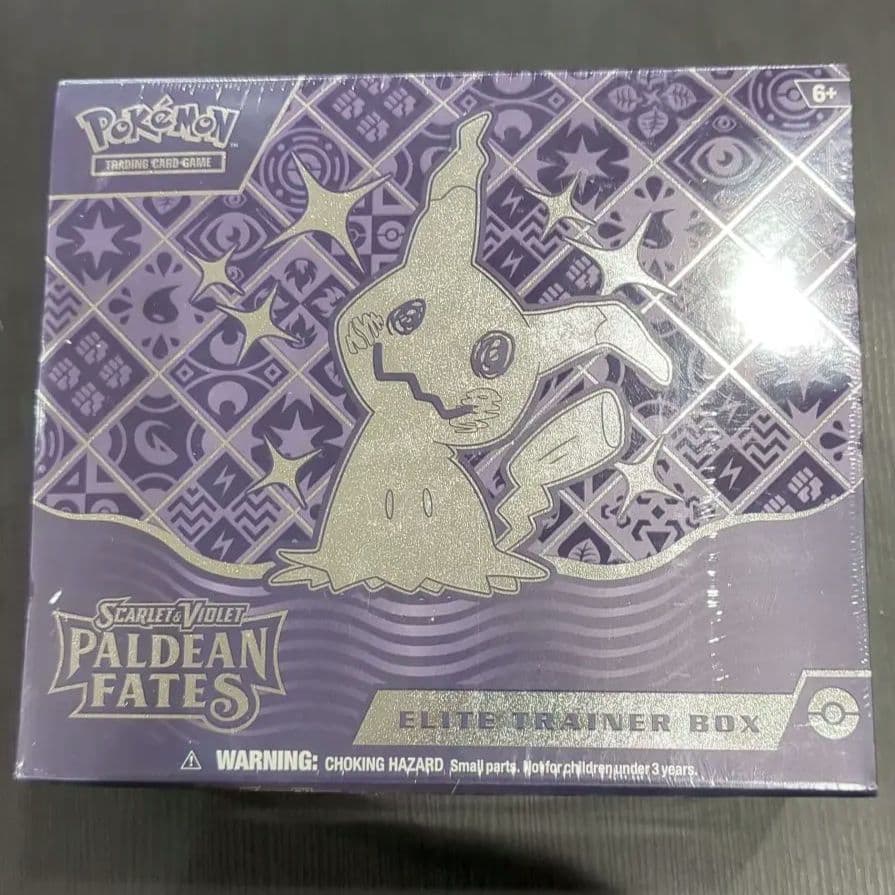 6+
POKéMON
TRADING CARD GAME
SCARLET & VIOLET
PALDEAN
FATES
ELITE TRAINER BOX
⚠ WARNING: CHOKING HAZARD Small parts. Not for children under 3 years.